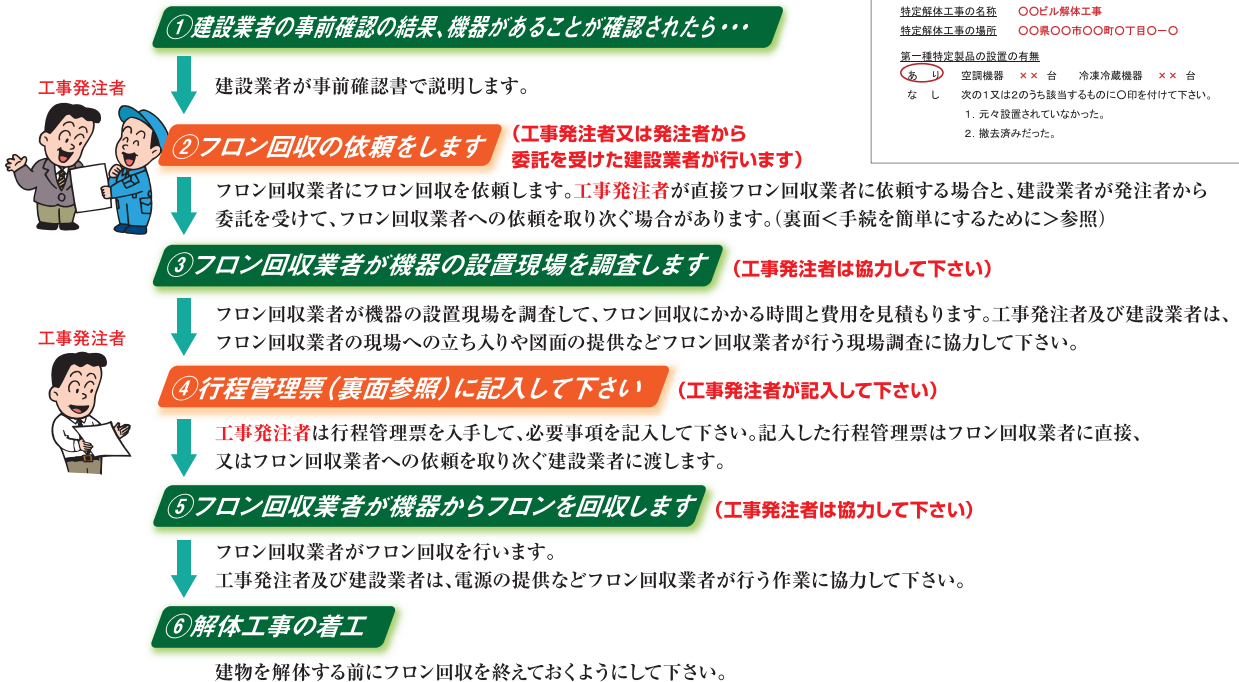 ①建設業者の事前確認の結果、機器があることが確認されたら・・・
建設業者が事前確認書で説明します。
特定解体工事の名称 〇〇ビル解体工事
特定解体工事の場所 〇〇県〇〇市〇〇町〇丁目〇ー〇
第一種特定製品の設置の有無
あ り 空調機器 ×× 台 冷凍冷蔵機器 ×× 台
な し 次の1又は2のうち該当するものに〇印を付けて下さい。
1．元々設置されていなかった。
2．撤去済みだった。
工事発注者
②フロン回収の依頼をします
（工事発注者又は発注者から
委託を受けた建設業者が行います）
フロン回収業者にフロン回収を依頼します。工事発注者が直接フロン回収業者に依頼する場合と、建設業者が発注者から
委託を受けて、フロン回収業者への依頼を取り次ぐ場合があります。（裏面＜手続を簡単にするために＞参照）
③フロン回収業者が機器の設置現場を調査します
（工事発注者は協力して下さい）
フロン回収業者が機器の設置現場を調査して、フロン回収にかかる時間と費用を見積もります。工事発注者及び建設業者は、
フロン回収業者の現場への立ち入りや図面の提供などフロン回収業者が行う現場調査に協力して下さい。
工事発注者
④行程管理票（裏面参照）に記入して下さい
（工事発注者が記入して下さい）
工事発注者は行程管理票を入手して、必要事項を記入して下さい。記入した行程管理票はフロン回収業者に直接、
又はフロン回収業者への依頼を取り次ぐ建設業者に渡します。
⑤フロン回収業者が機器からフロンを回収します
（工事発注者は協力して下さい）
フロン回収業者がフロン回収を行います。
工事発注者及び建設業者は、電源の提供などフロン回収業者が行う作業に協力して下さい。
⑥解体工事の着工
建物を解体する前にフロン回収を終えておくようにして下さい。